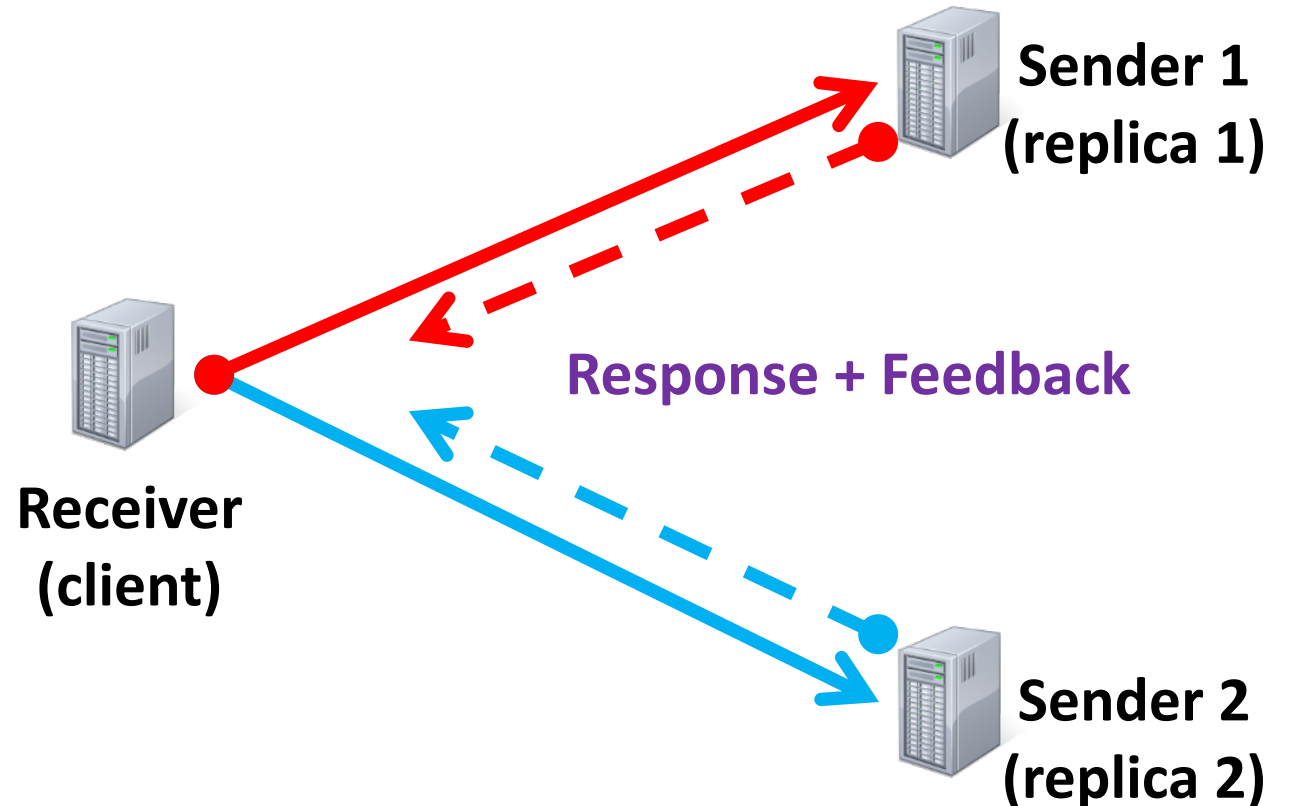 Sender 1
(replica 1)
Response + Feedback
Receiver
(client)
Sender 2
(replica 2)